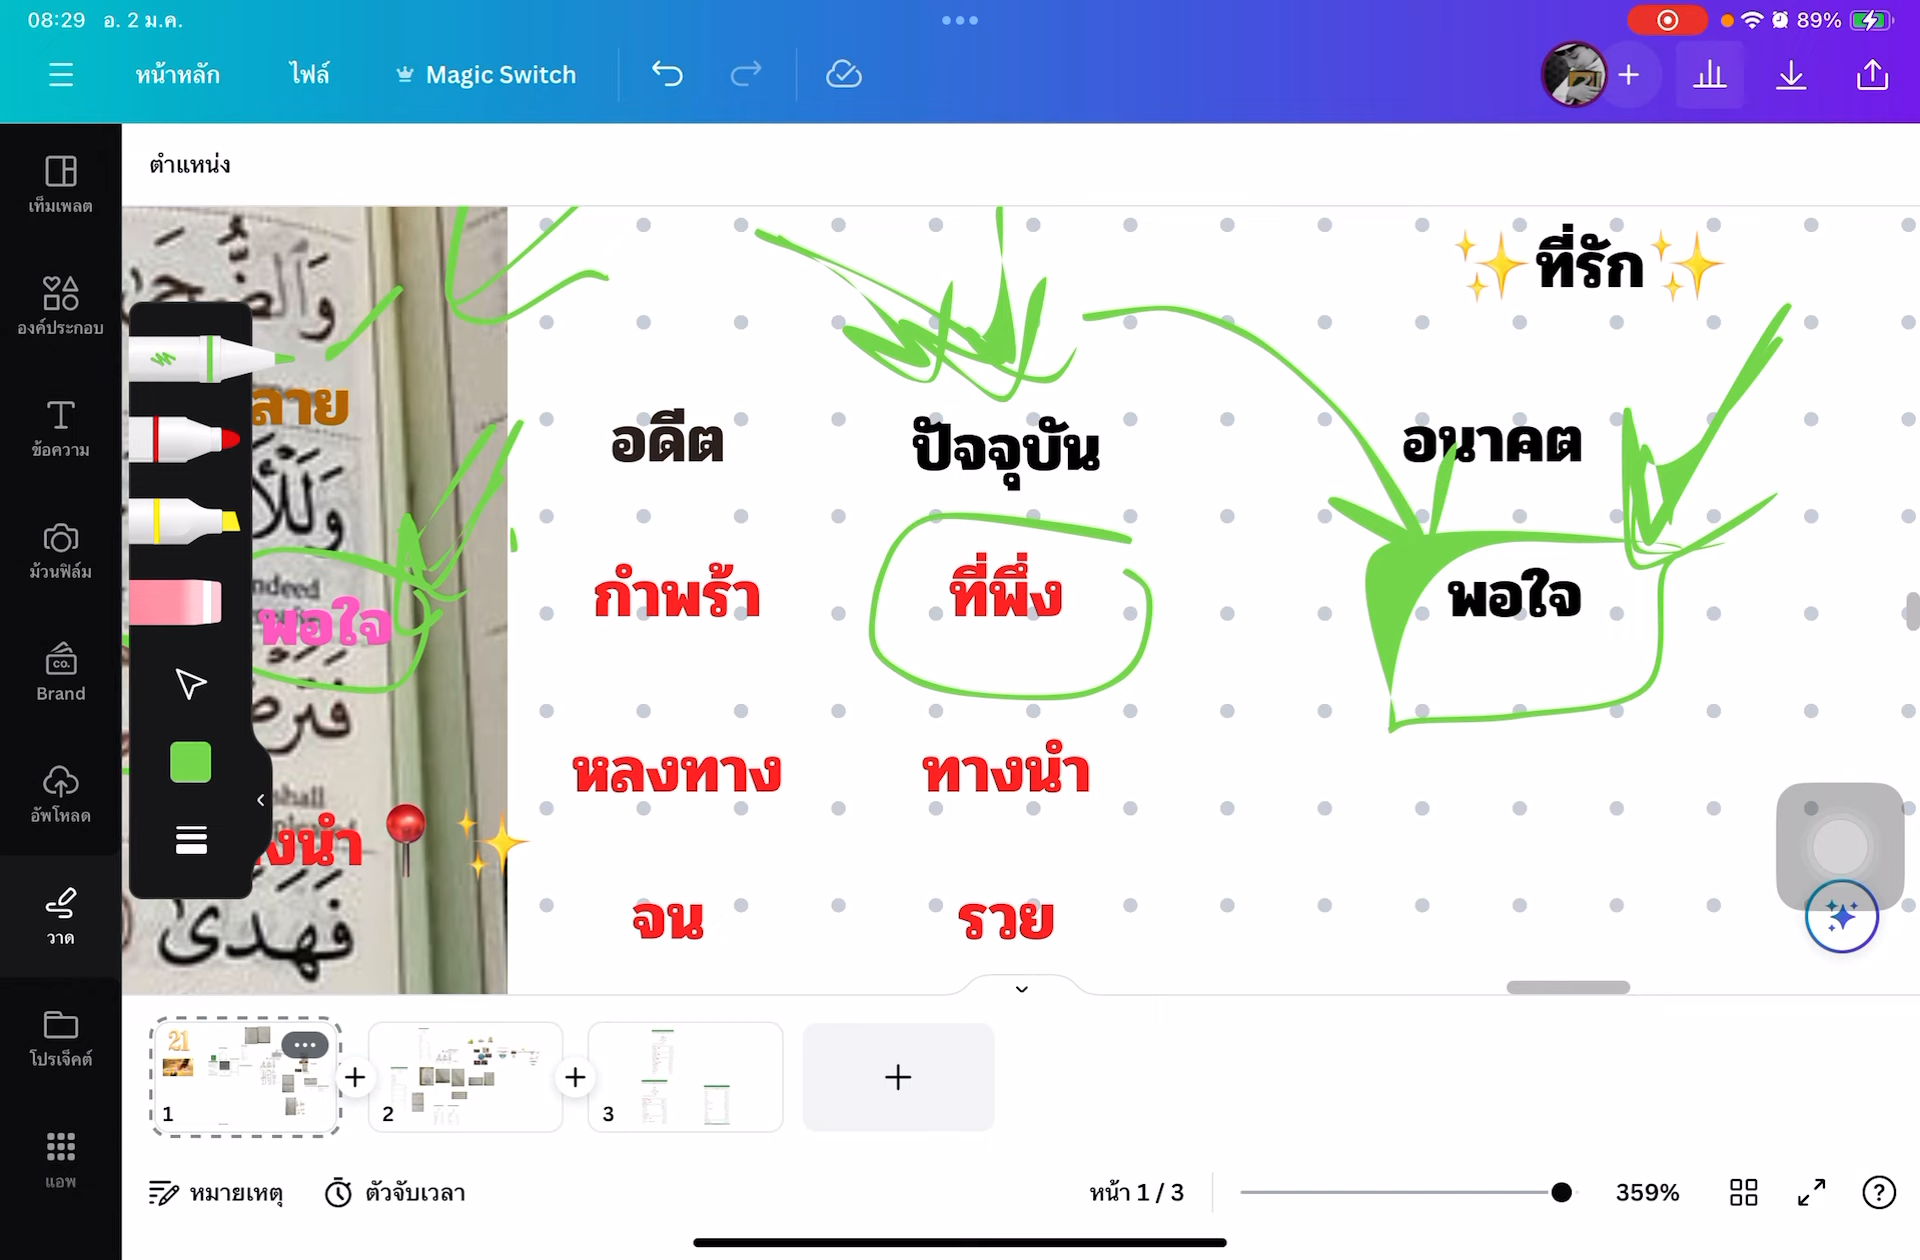 08:29 อ. 2 ม.ค.
89%
หน้าหลัก ไฟล์ Magic Switch
ตำแหน่ง
เท็มเพลต
องค์ประกอบ
ข้อความ
ม้วนฟิล์ม
CO.
Brand
อัพโหลด
วาด
โปรเจ็คต์
แอพ
ลาย
ndeed
พอใจ
shall
งนำ
فهدى
✨ที่รัก✨
อดีต ปัจจุบัน อนาคต
กำพร้า ที่พึ่ง พอใจ
หลงทาง ทางนำ
จน รวย
21
1 2 3
หมายเหตุ ตัวจับเวลา หน้า 1 / 3 359%